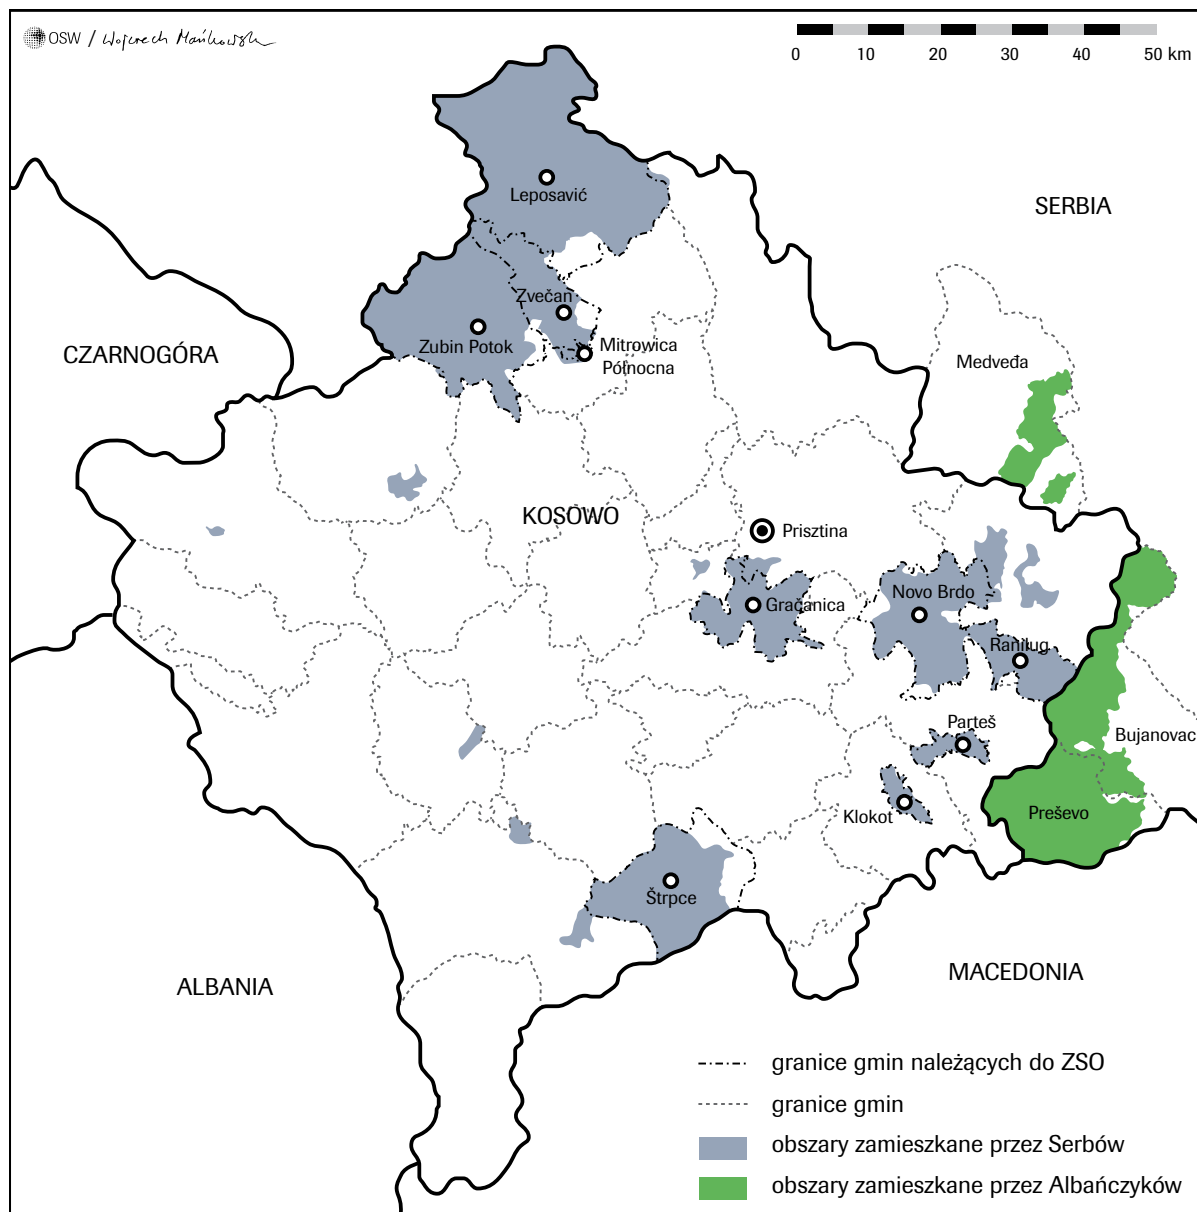 OSW / Wojciech Mańkowski
0 10 20 30 40 50 km
Leposavić
SERBIA
Zvečan
Medveđa
CZARNOGÓRA
Zubin Potok
Mitrowica
Północna
KOSOWO
Prisztina
Novo Brdo
Gračanica
Ranilug
Parteš
Bujanovac
Klokot
Preševo
Štrpce
ALBANIA
MACEDONIA
granice gmin należących do ZSO
granice gmin
obszary zamieszkane przez Serbów
obszary zamieszkane przez Albańczyków